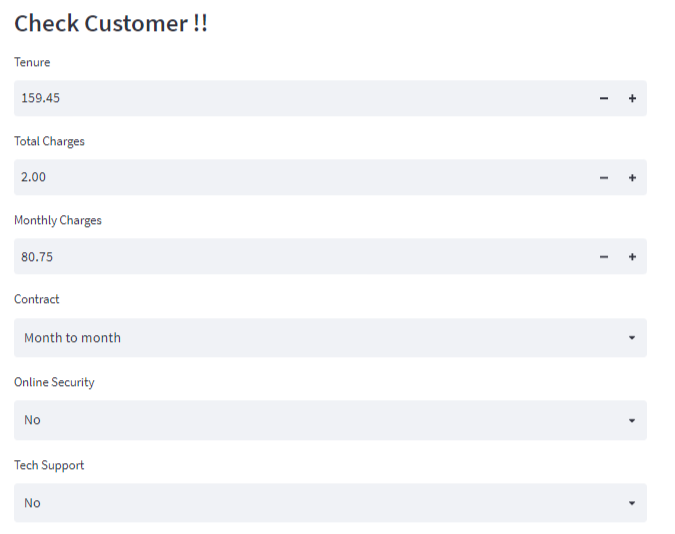 Check Customer !!
Tenure
159.45
Total Charges
2.00
Monthly Charges
80.75
Contract
Month to month
Online Security
No
Tech Support
No